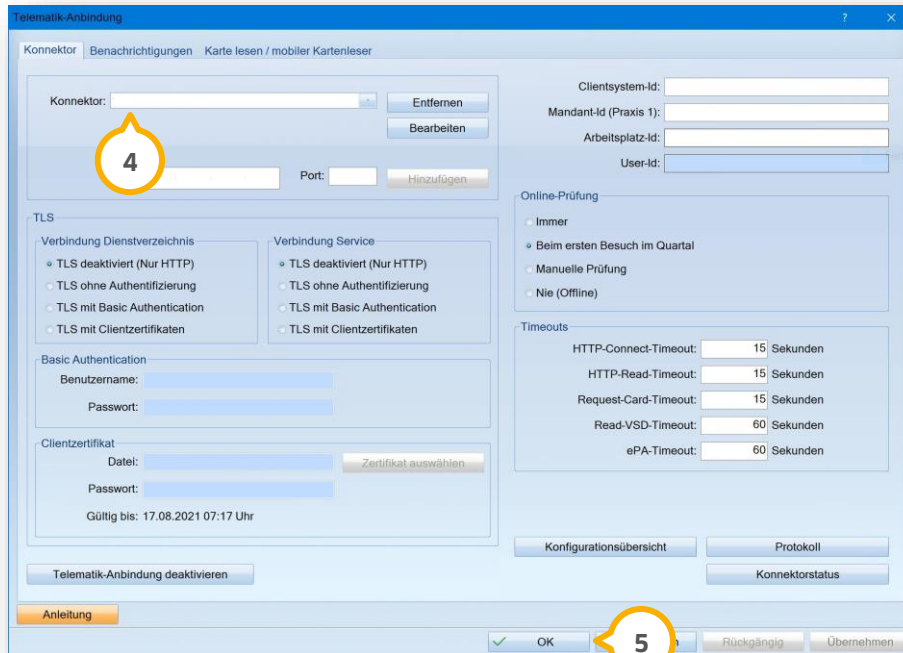 Telematik-Anbindung
?
Konnektor Benachrichtigungen Karte lesen / mobiler Kartenleser
Konnektor:
Entfernen
Bearbeiten
4
Port:
Hinzufügen
TLS
Verbindung Dienstverzeichnis
TLS deaktiviert (Nur HTTP)
TLS ohne Authentifizierung
TLS mit Basic Authentication
TLS mit Clientzertifikaten
Verbindung Service
TLS deaktiviert (Nur HTTP)
TLS ohne Authentifizierung
TLS mit Basic Authentication
TLS mit Clientzertifikaten
Basic Authentication
Benutzername:
Passwort:
Clientzertifikat
Datei:
Zertifikat auswählen
Passwort:
Gültig bis: 17.08.2021 07:17 Uhr
Telematik-Anbindung deaktivieren
Clientsystem-Id:
Mandant-Id (Praxis 1):
Arbeitsplatz-Id:
User-Id:
Online-Prüfung
Immer
Beim ersten Besuch im Quartal
Manuelle Prüfung
Nie (Offline)
Timeouts
HTTP-Connect-Timeout: 15 Sekunden
HTTP-Read-Timeout: 15 Sekunden
Request-Card-Timeout: 15 Sekunden
Read-VSD-Timeout: 60 Sekunden
ePA-Timeout: 60 Sekunden
Konfigurationsübersicht
Protokoll
Konnektorstatus
Anleitung
OK
5
Rückgängig
Übernehmen